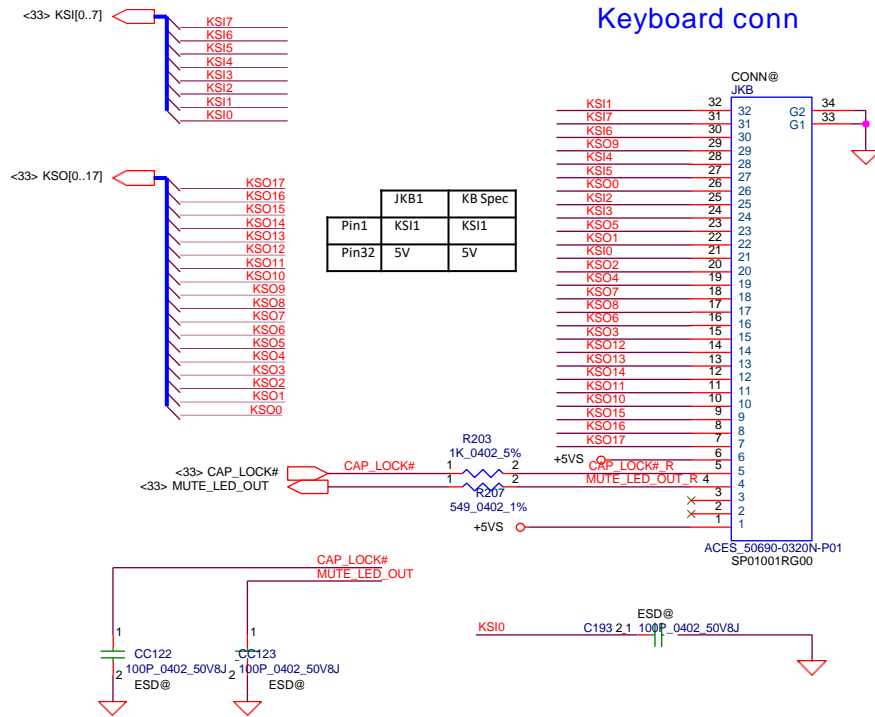 Keyboard conn
<33> KSI[0..7]
KSI7
KSI6
KSI5
KSI4
KSI3
KSI2
KSI1
KSI0
<33> KSO[0..17]
KSO17
KSO16
KSO15
KSO14
KSO13
KSO12
KSO11
KSO10
KSO9
KSO8
KSO7
KSO6
KSO5
KSO4
KSO3
KSO2
KSO1
KSO0
JKB1 KB Spec
Pin1 KSI1 KSI1
Pin32 5V 5V
CONN@
JKB
KSI1 32 32 G2 34
KSI7 31 31 G1 33
KSI6 30 30
KSO9 29 29
KSI4 28 28
KSI5 27 27
KSO0 26 26
KSI2 25 25
KSI3 24 24
KSO5 23 23
KSO1 22 22
KSI0 21 21
KSO2 20 20
KSO4 19 19
KSO7 18 18
KSO8 17 17
KSO6 16 16
KSO3 15 15
KSO12 14 14
KSO13 13 13
KSO14 12 12
KSO11 11 11
KSO10 10 10
KSO15 9 9
KSO16 8 8
KSO17 7 7
+5VS 6 6
R203
1K_0402_5%
<33> CAP_LOCK# CAP_LOCK# 1 2 CAP_LOCK#_R 5 5
<33> MUTE_LED_OUT 1 2 MUTE_LED_OUT_R 4 4
R207
549_0402_1%
3 3
2 2
+5VS 1 1
ACES_50690-0320N-P01
SP01001RG00
CAP_LOCK#
MUTE_LED_OUT
1
CC122
100P_0402_50V8J
2
ESD@
1
CC123
100P_0402_50V8J
2
ESD@
ESD@
KSI0 C193 2 1 100P_0402_50V8J